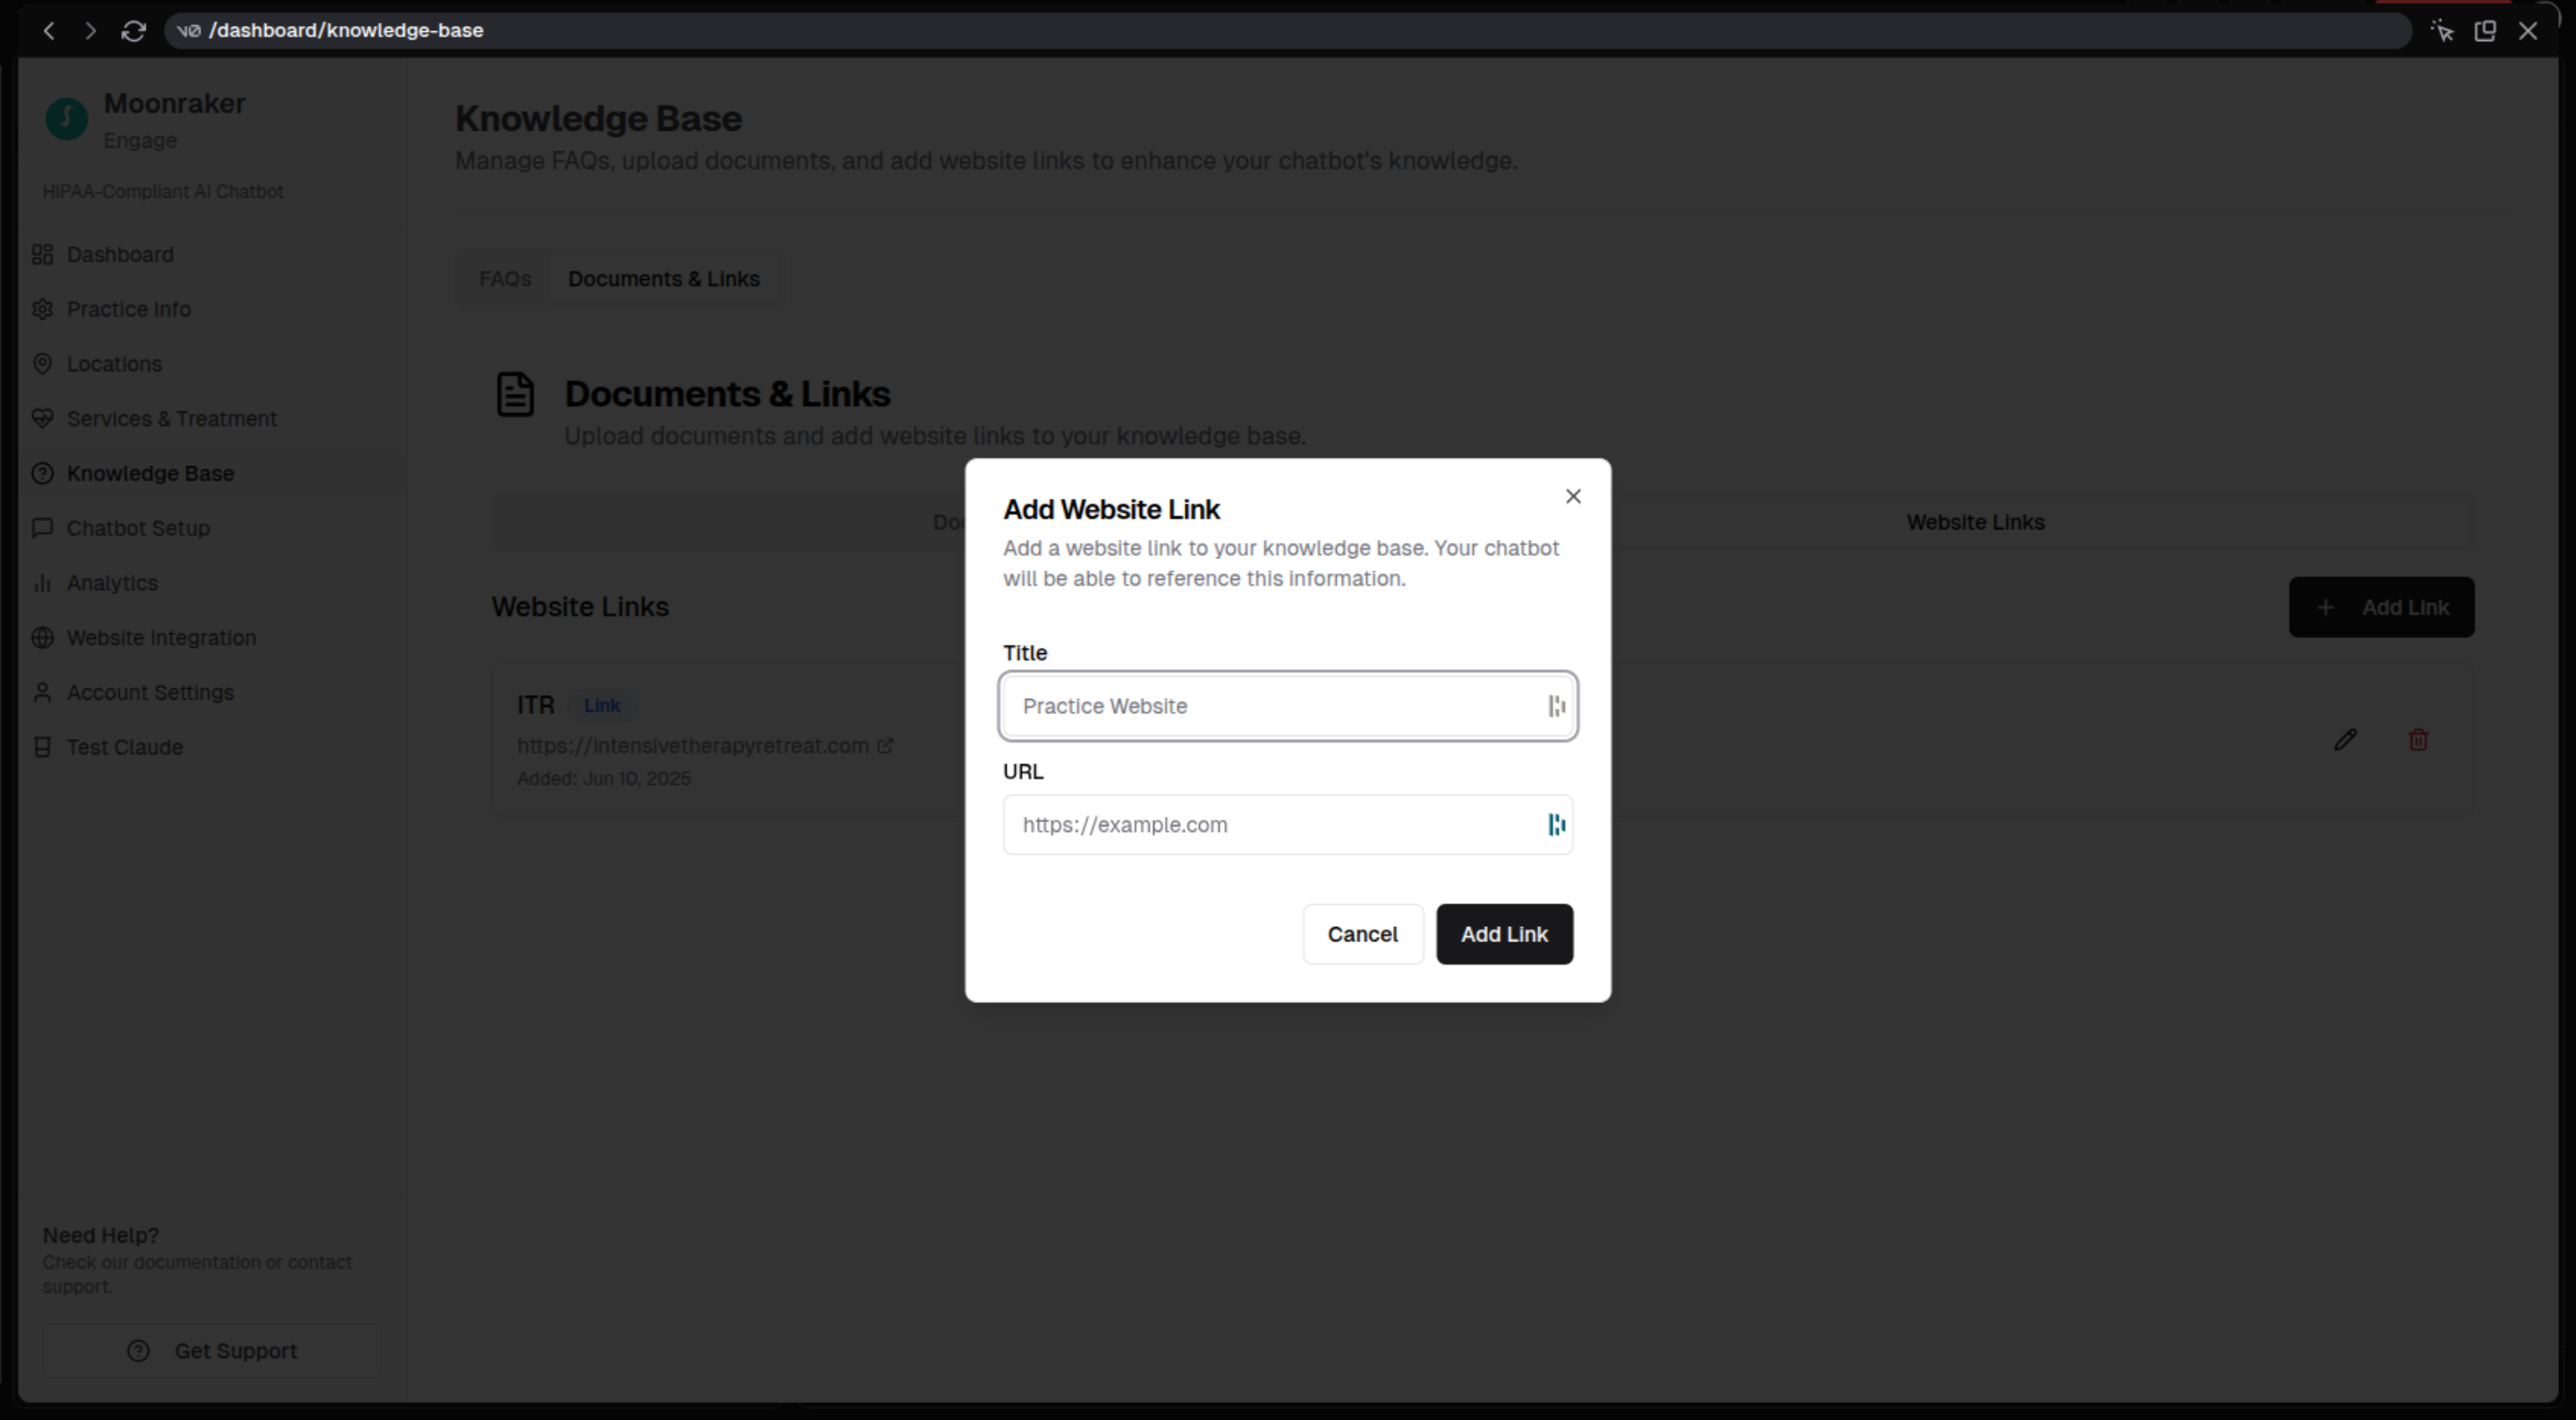 v0 /dashboard/knowledge-base
Moonraker
Engage
HIPAA-Compliant AI Chatbot
Dashboard
Practice Info
Locations
Services & Treatment
Knowledge Base
Chatbot Setup
Analytics
Website Integration
Account Settings
Test Claude
Need Help?
Check our documentation or contact
support.
Get Support
Knowledge Base
Manage FAQs, upload documents, and add website links to enhance your chatbot's knowledge.
FAQs
Documents & Links
Documents & Links
Upload documents and add website links to your knowledge base.
Website Links
Website Links
Add Link
ITR
Link
https://intensivetherapyretreat.com
Added: Jun 10, 2025
Add Website Link
Add a website link to your knowledge base. Your chatbot
will be able to reference this information.
Title
Practice Website
URL
https://example.com
Cancel
Add Link